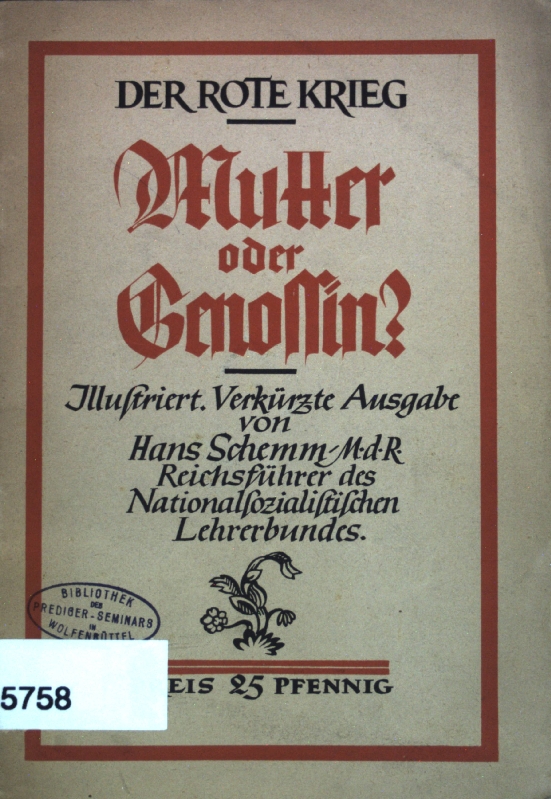 DER ROTE KRIEG
Mutter
oder
Genoſſin?
Illuſtriert. Verkürzte Ausgabe
von
Hans Schemm-M.d.R.
Reichsführer des
Nationalſozialiſtiſchen
Lehrerbundes.
BIBLIOTHEK
DES
PREDIGER-SEMINARS
IN
WOLFENBÜTTEL
5758
EIS 25 PFENNIG